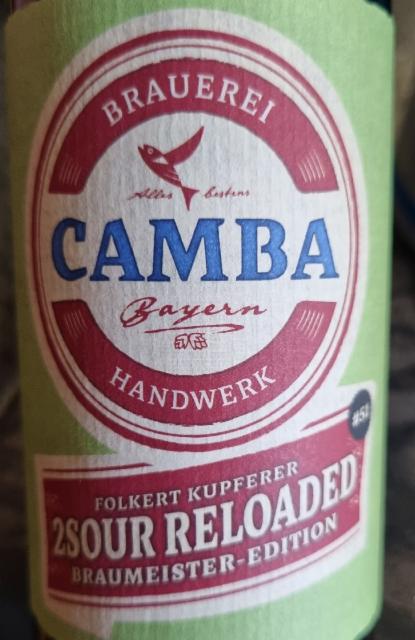 BRAUEREI
Alles bestens
CAMBA
Bayern
HANDWERK
#51
FOLKERT KUPFERER
2SOUR RELOADED
BRAUMEISTER-EDITION